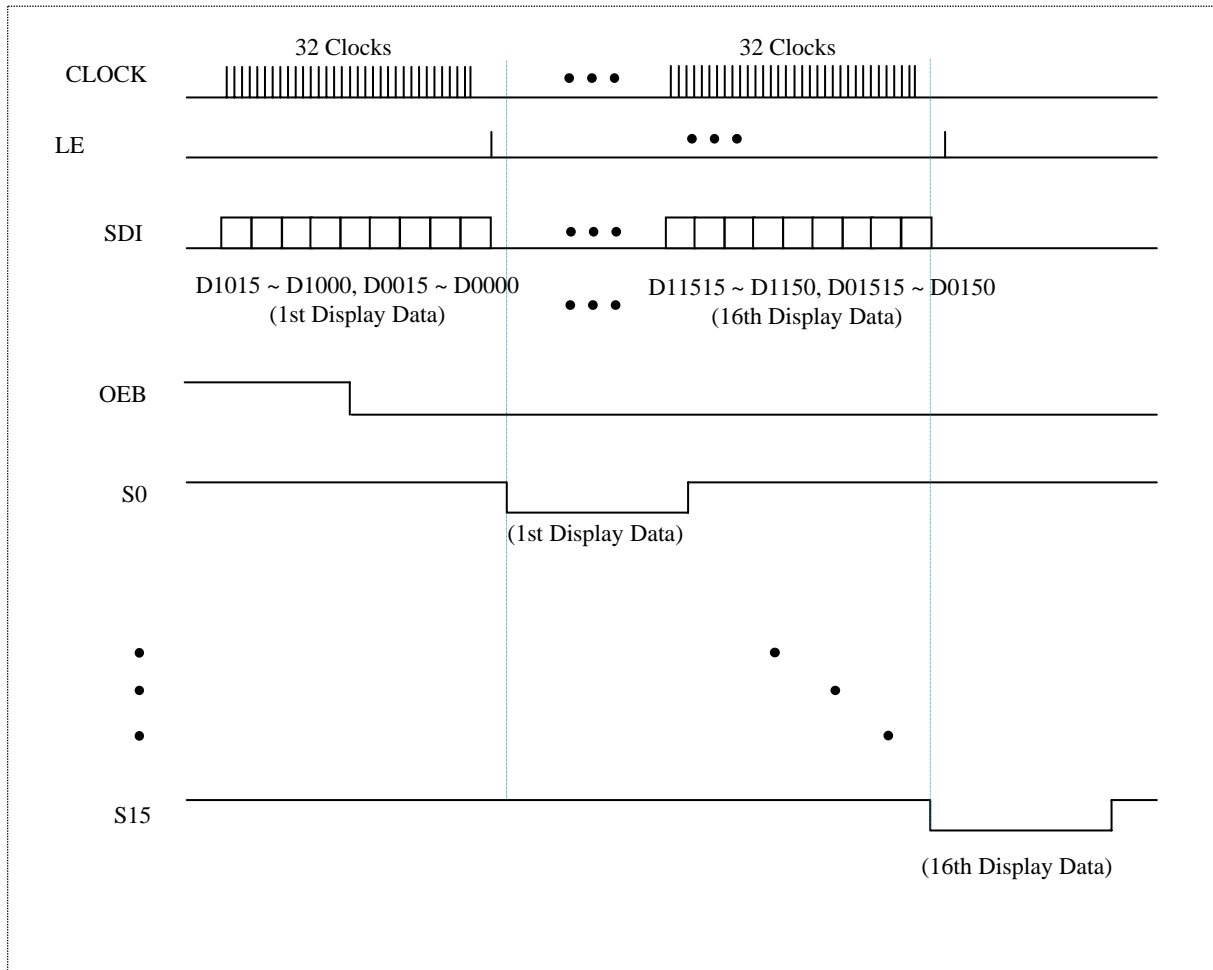 32 Clocks
32 Clocks
CLOCK
LE
SDI
D1015 ~ D1000, D0015 ~ D0000
(1st Display Data)
D11515 ~ D1150, D01515 ~ D0150
(16th Display Data)
OEB
S0
(1st Display Data)
S15
(16th Display Data)